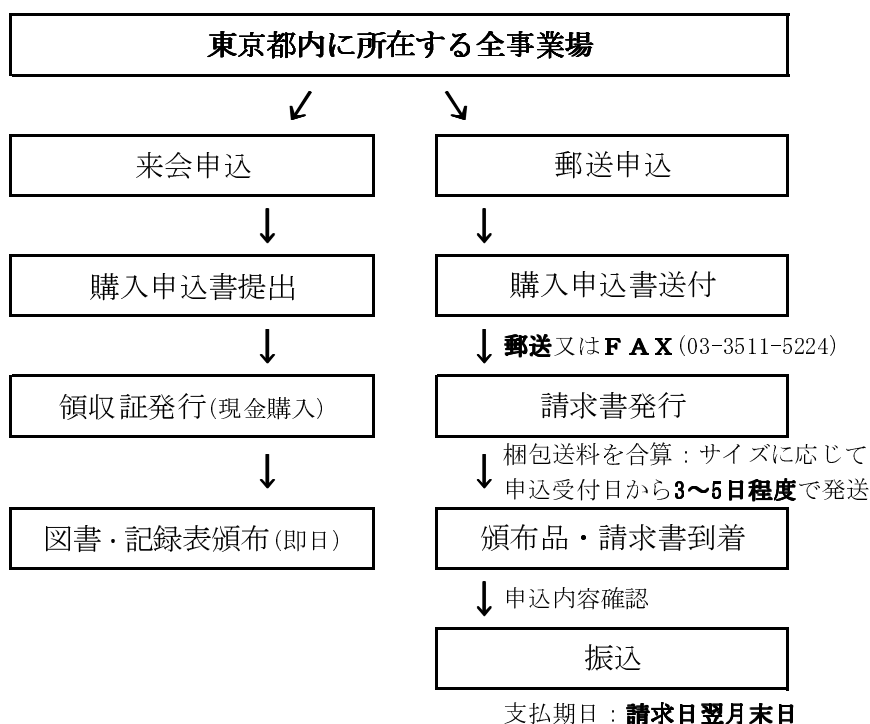 東京都内に所在する全事業場
↙ ↘
来会申込
↓
購入申込書提出
↓
領収証発行(現金購入)
↓
図書・記録表頒布(即日)
郵送申込
↓
購入申込書送付
↓ 郵送又はＦＡＸ(03-3511-5224)
請求書発行
↓ 梱包送料を合算：サイズに応じて
申込受付日から3～5日程度で発送
頒布品・請求書到着
↓ 申込内容確認
振込
支払期日：請求日翌月末日